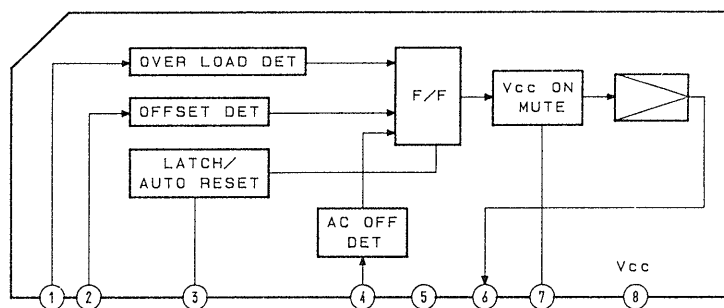 OVER LOAD DET
F/F
Vcc ON
MUTE
OFFSET DET
LATCH/
AUTO RESET
AC OFF
DET
Vcc
1 2 3 4 5 6 7 8